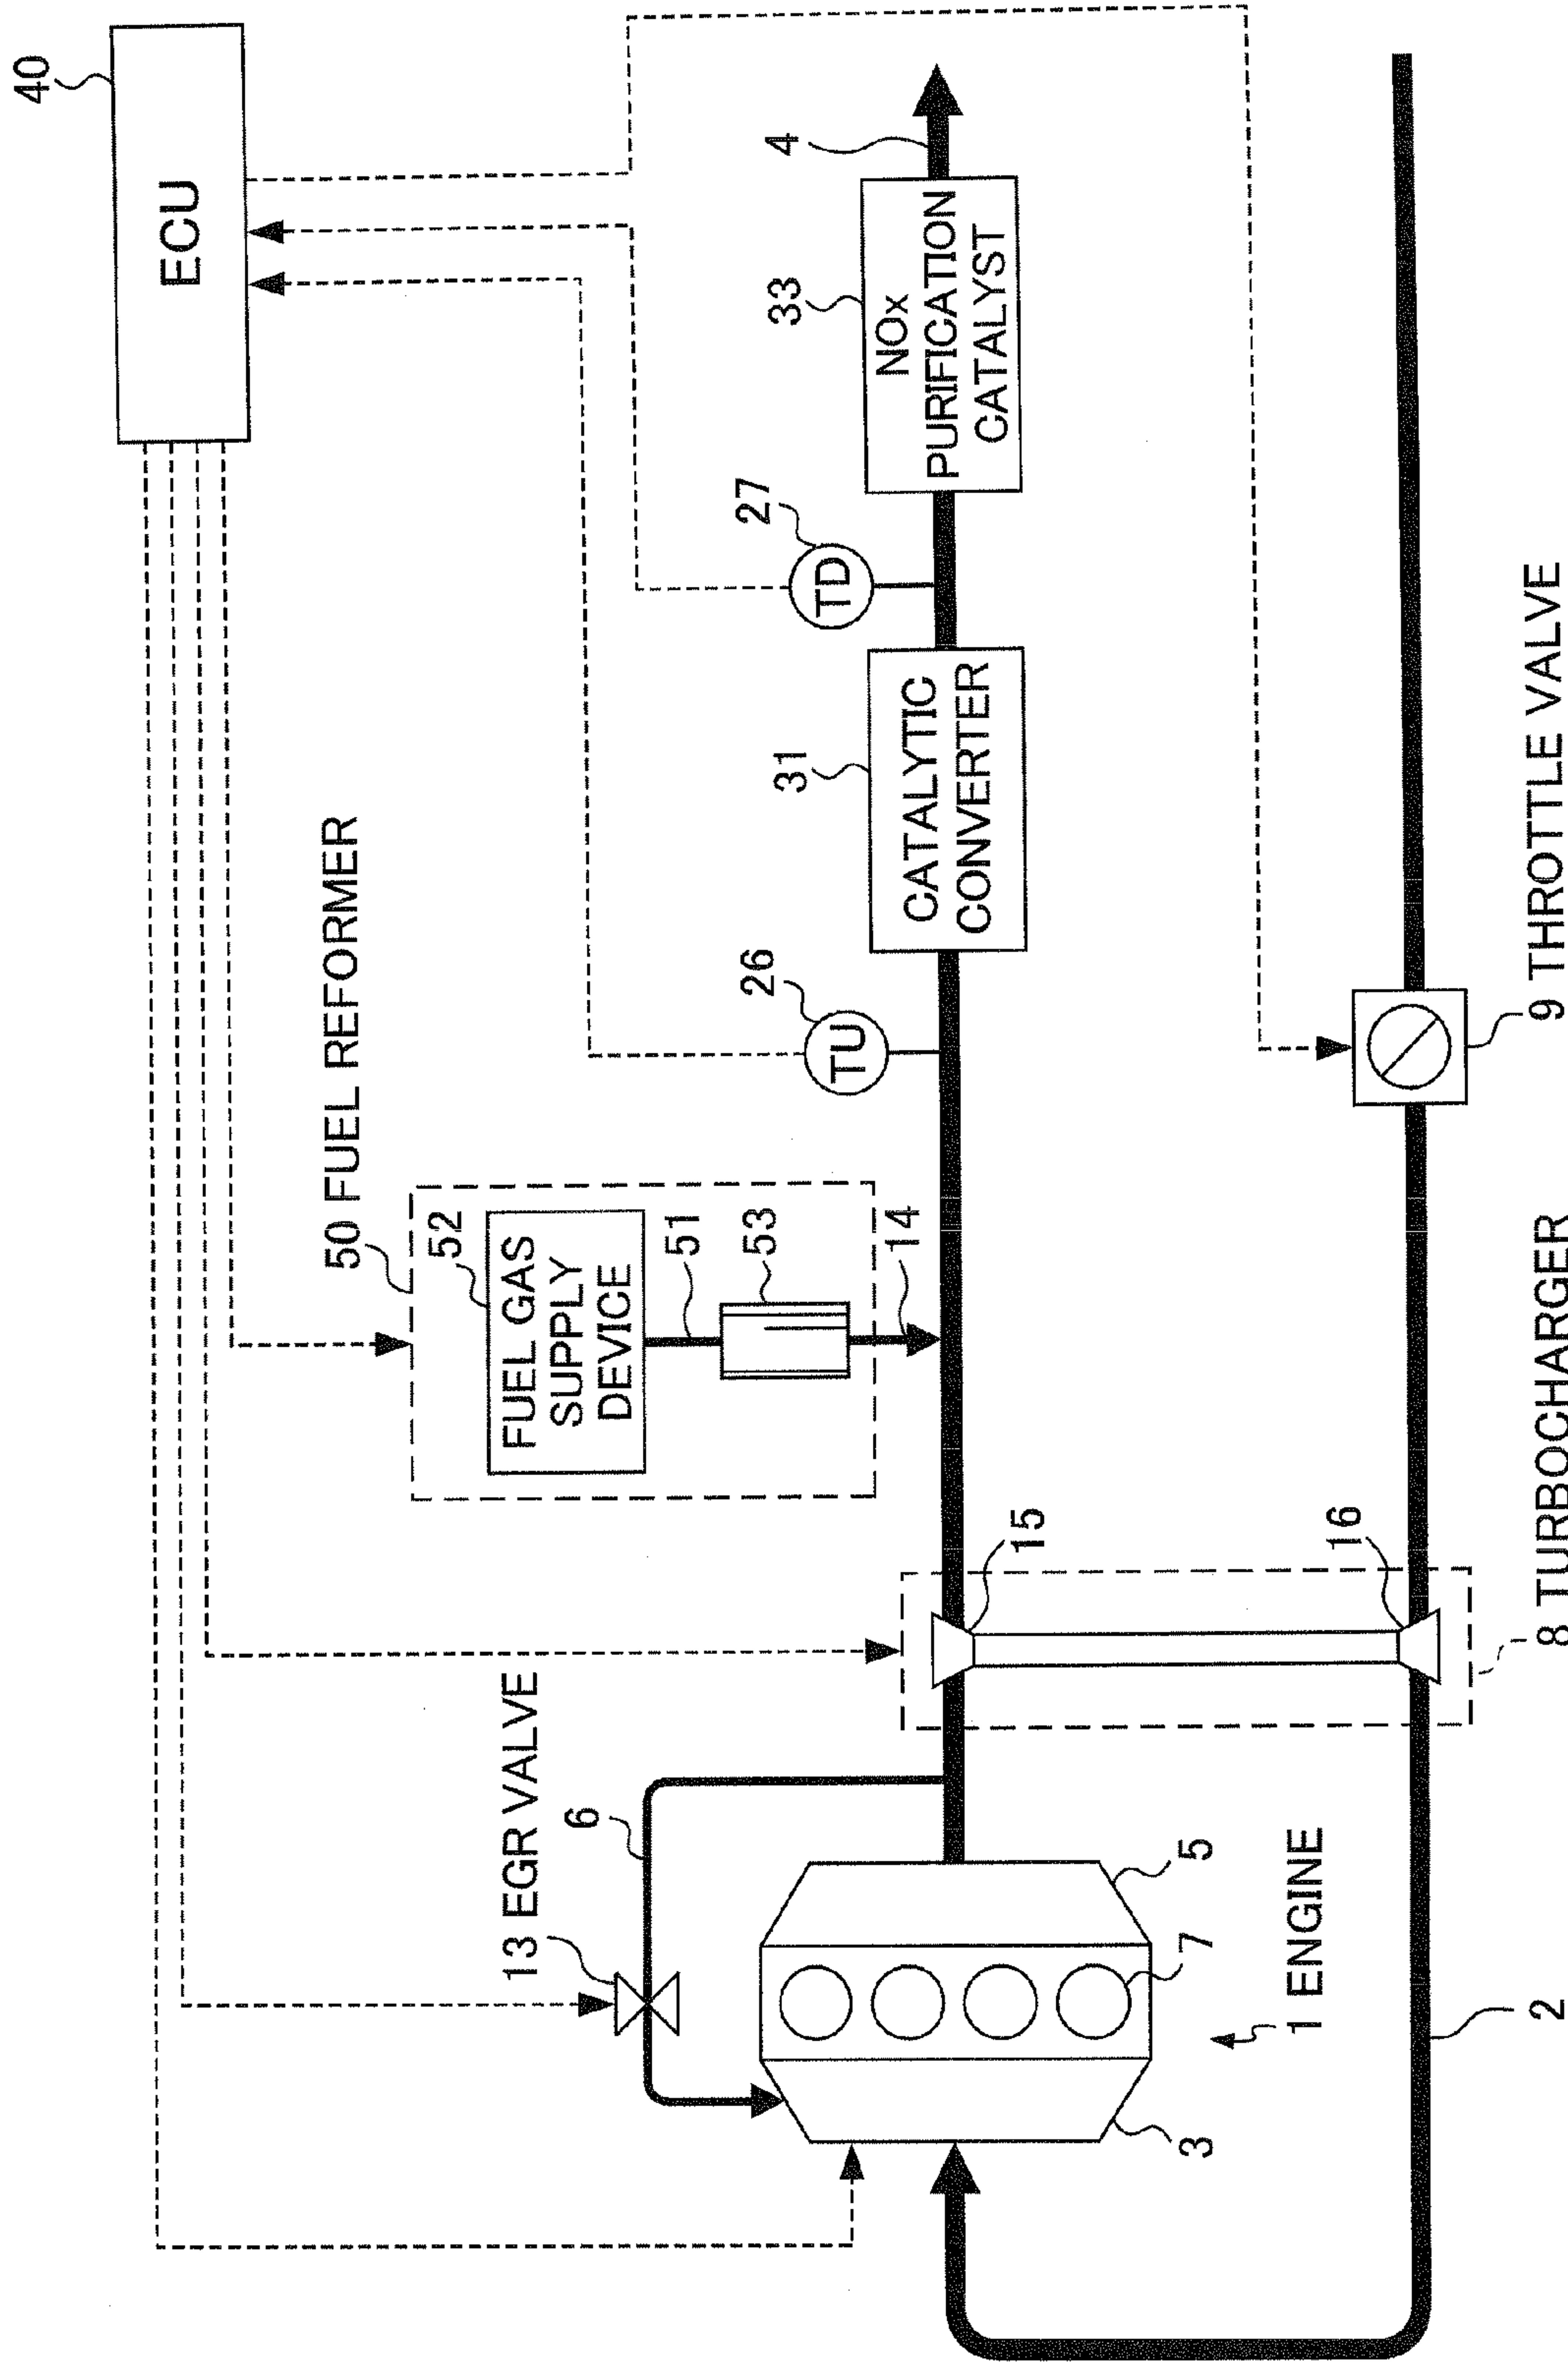 40
ECU
50 FUEL REFORMER
52
FUEL GAS
SUPPLY
DEVICE
51
53
14
13 EGR VALVE
6
26
TU
27
TD
31
CATALYTIC
CONVERTER
33
NOx
PURIFICATION
CATALYST
4
15
16
5
7
3
1 ENGINE
2
8 TURBOCHARGER
9 THROTTLE VALVE